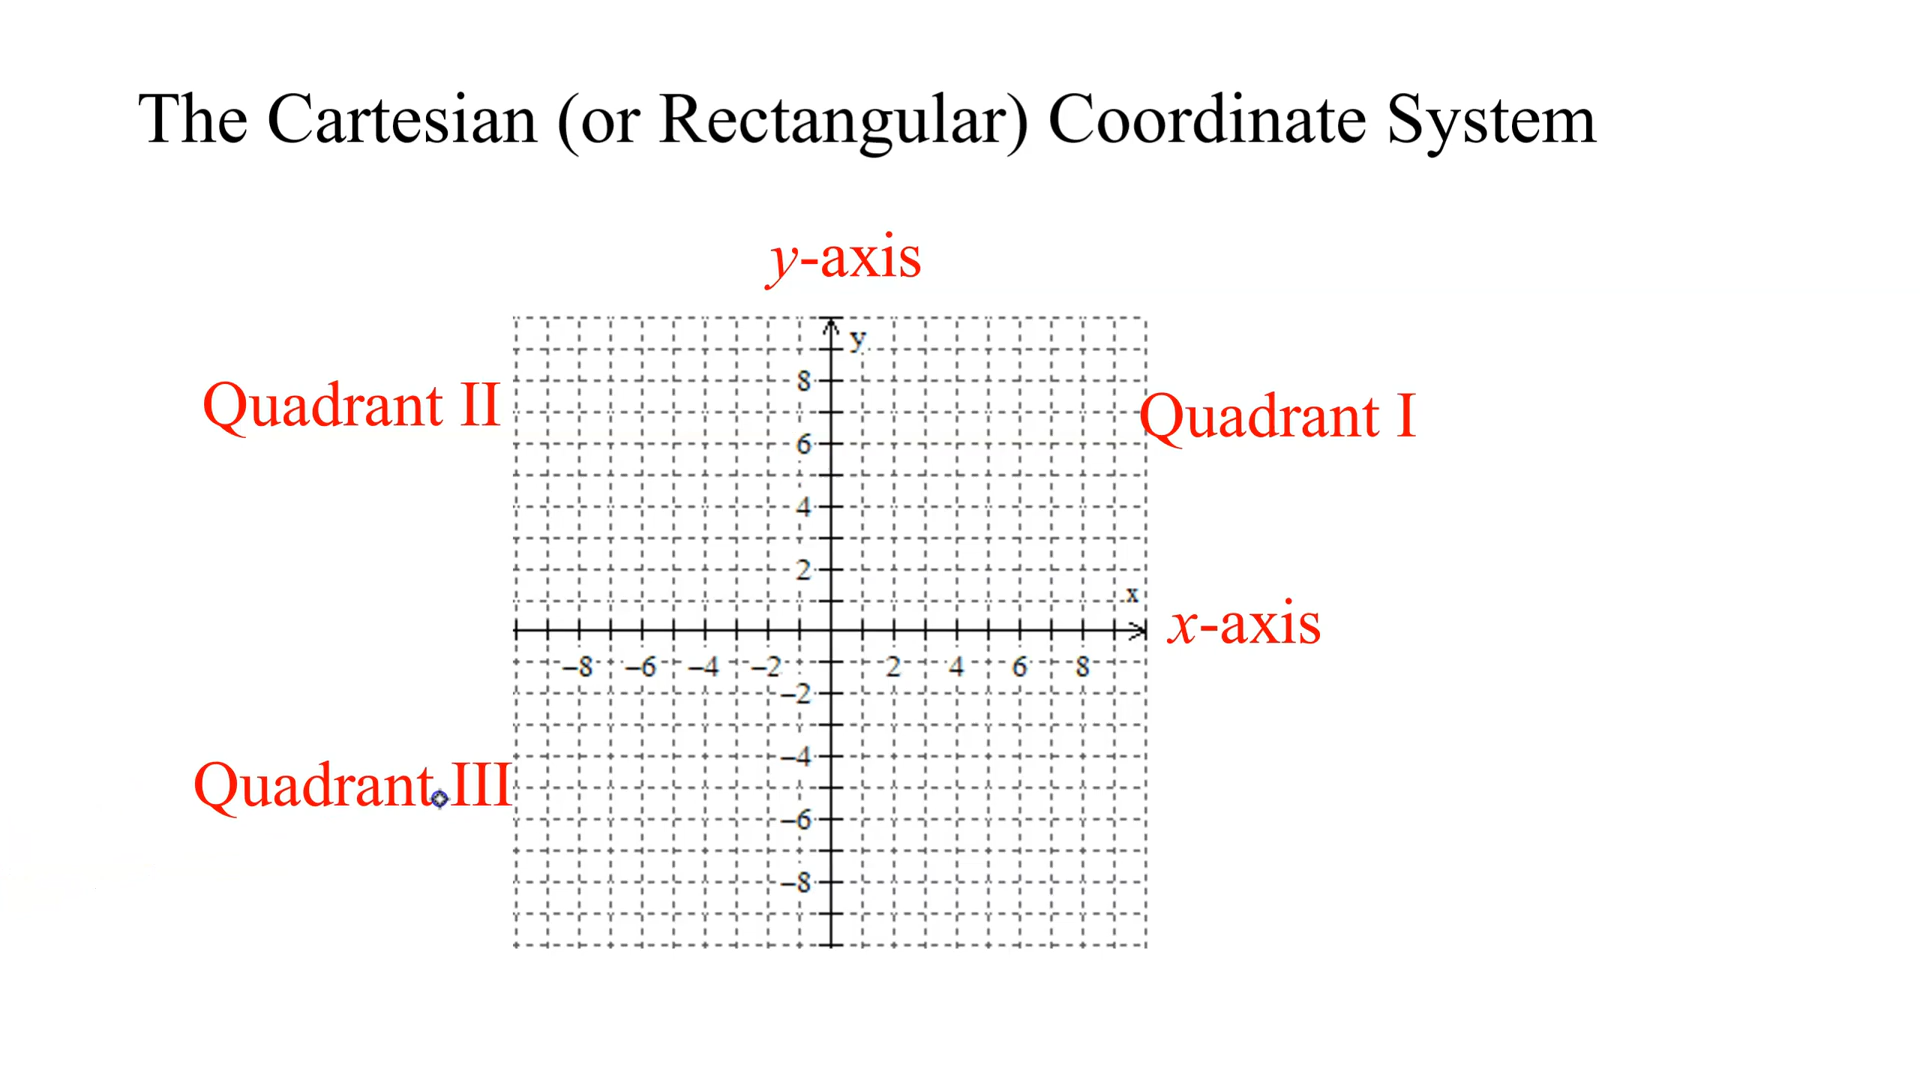 The Cartesian (or Rectangular) Coordinate System
y-axis
y
8
Quadrant II
Quadrant I
6
4
2
x
x-axis
–8 –6 –4 –2 2 4 6 8
–2
–4
Quadrant III
–6
–8